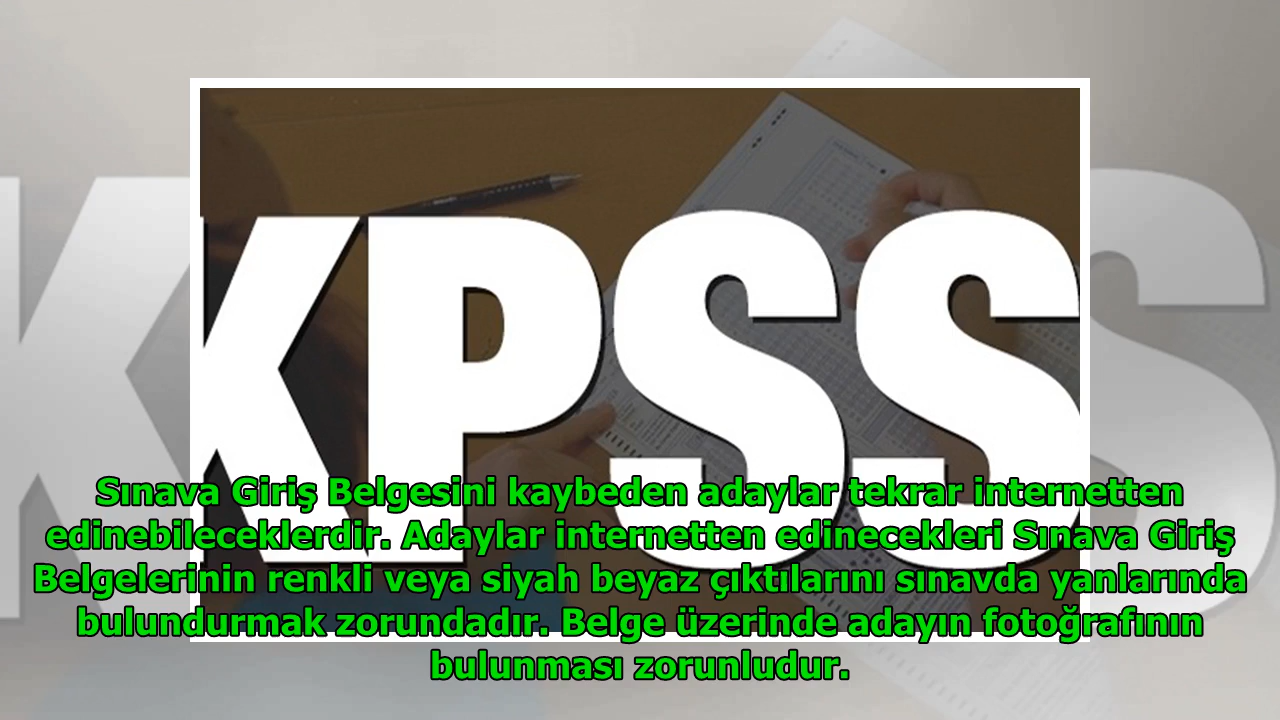 KPSS
Sınava Giriş Belgesini kaybeden adaylar tekrar internetten
edinebileceklerdir. Adaylar internetten edinecekleri Sınava Giriş
Belgelerinin renkli veya siyah beyaz çıktılarını sınavda yanlarında
bulundurmak zorundadır. Belge üzerinde adayın fotoğrafının
bulunması zorunludur.